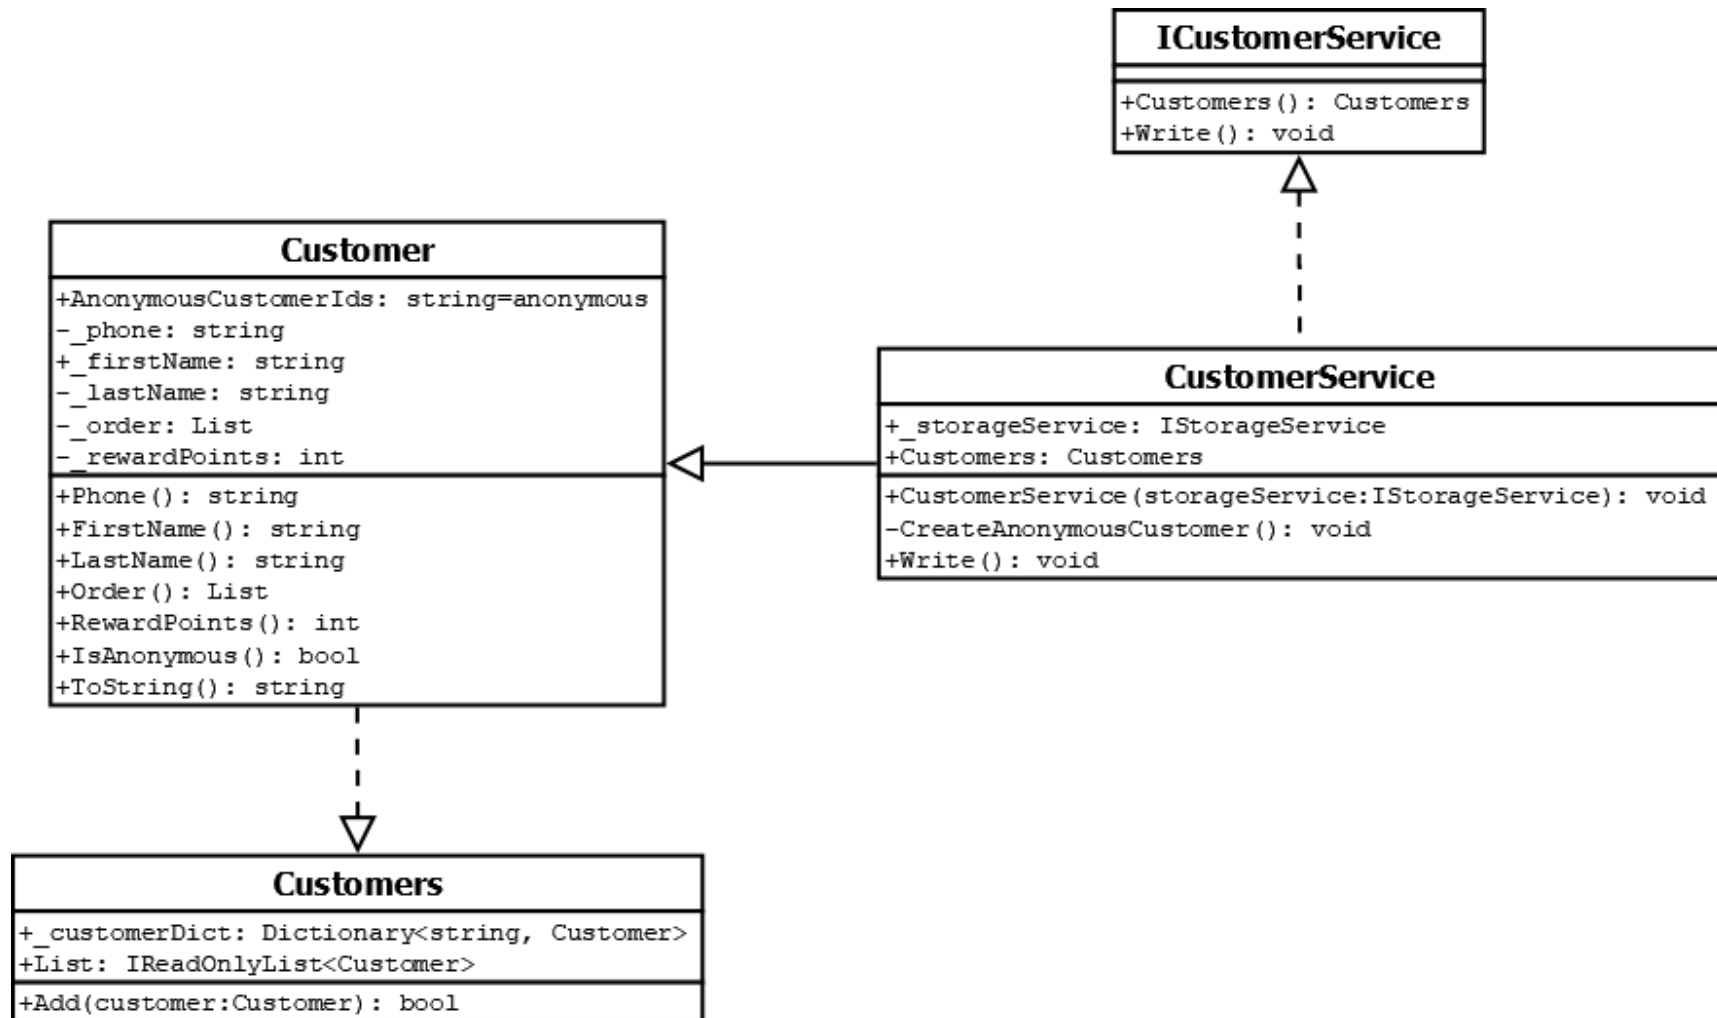 ICustomerService
+Customers(): Customers
+Write(): void
Customer
+AnonymousCustomerIds: string=anonymous
-_phone: string
+_firstName: string
-_lastName: string
-_order: List
-_rewardPoints: int
+Phone(): string
+FirstName(): string
+LastName(): string
+Order(): List
+RewardPoints(): int
+IsAnonymous(): bool
+ToString(): string
CustomerService
+_storageService: IStorageService
+Customers: Customers
+CustomerService(storageService:IStorageService): void
-CreateAnonymousCustomer(): void
+Write(): void
Customers
+_customerDict: Dictionary<string, Customer>
+List: IReadOnlyList<Customer>
+Add(customer:Customer): bool